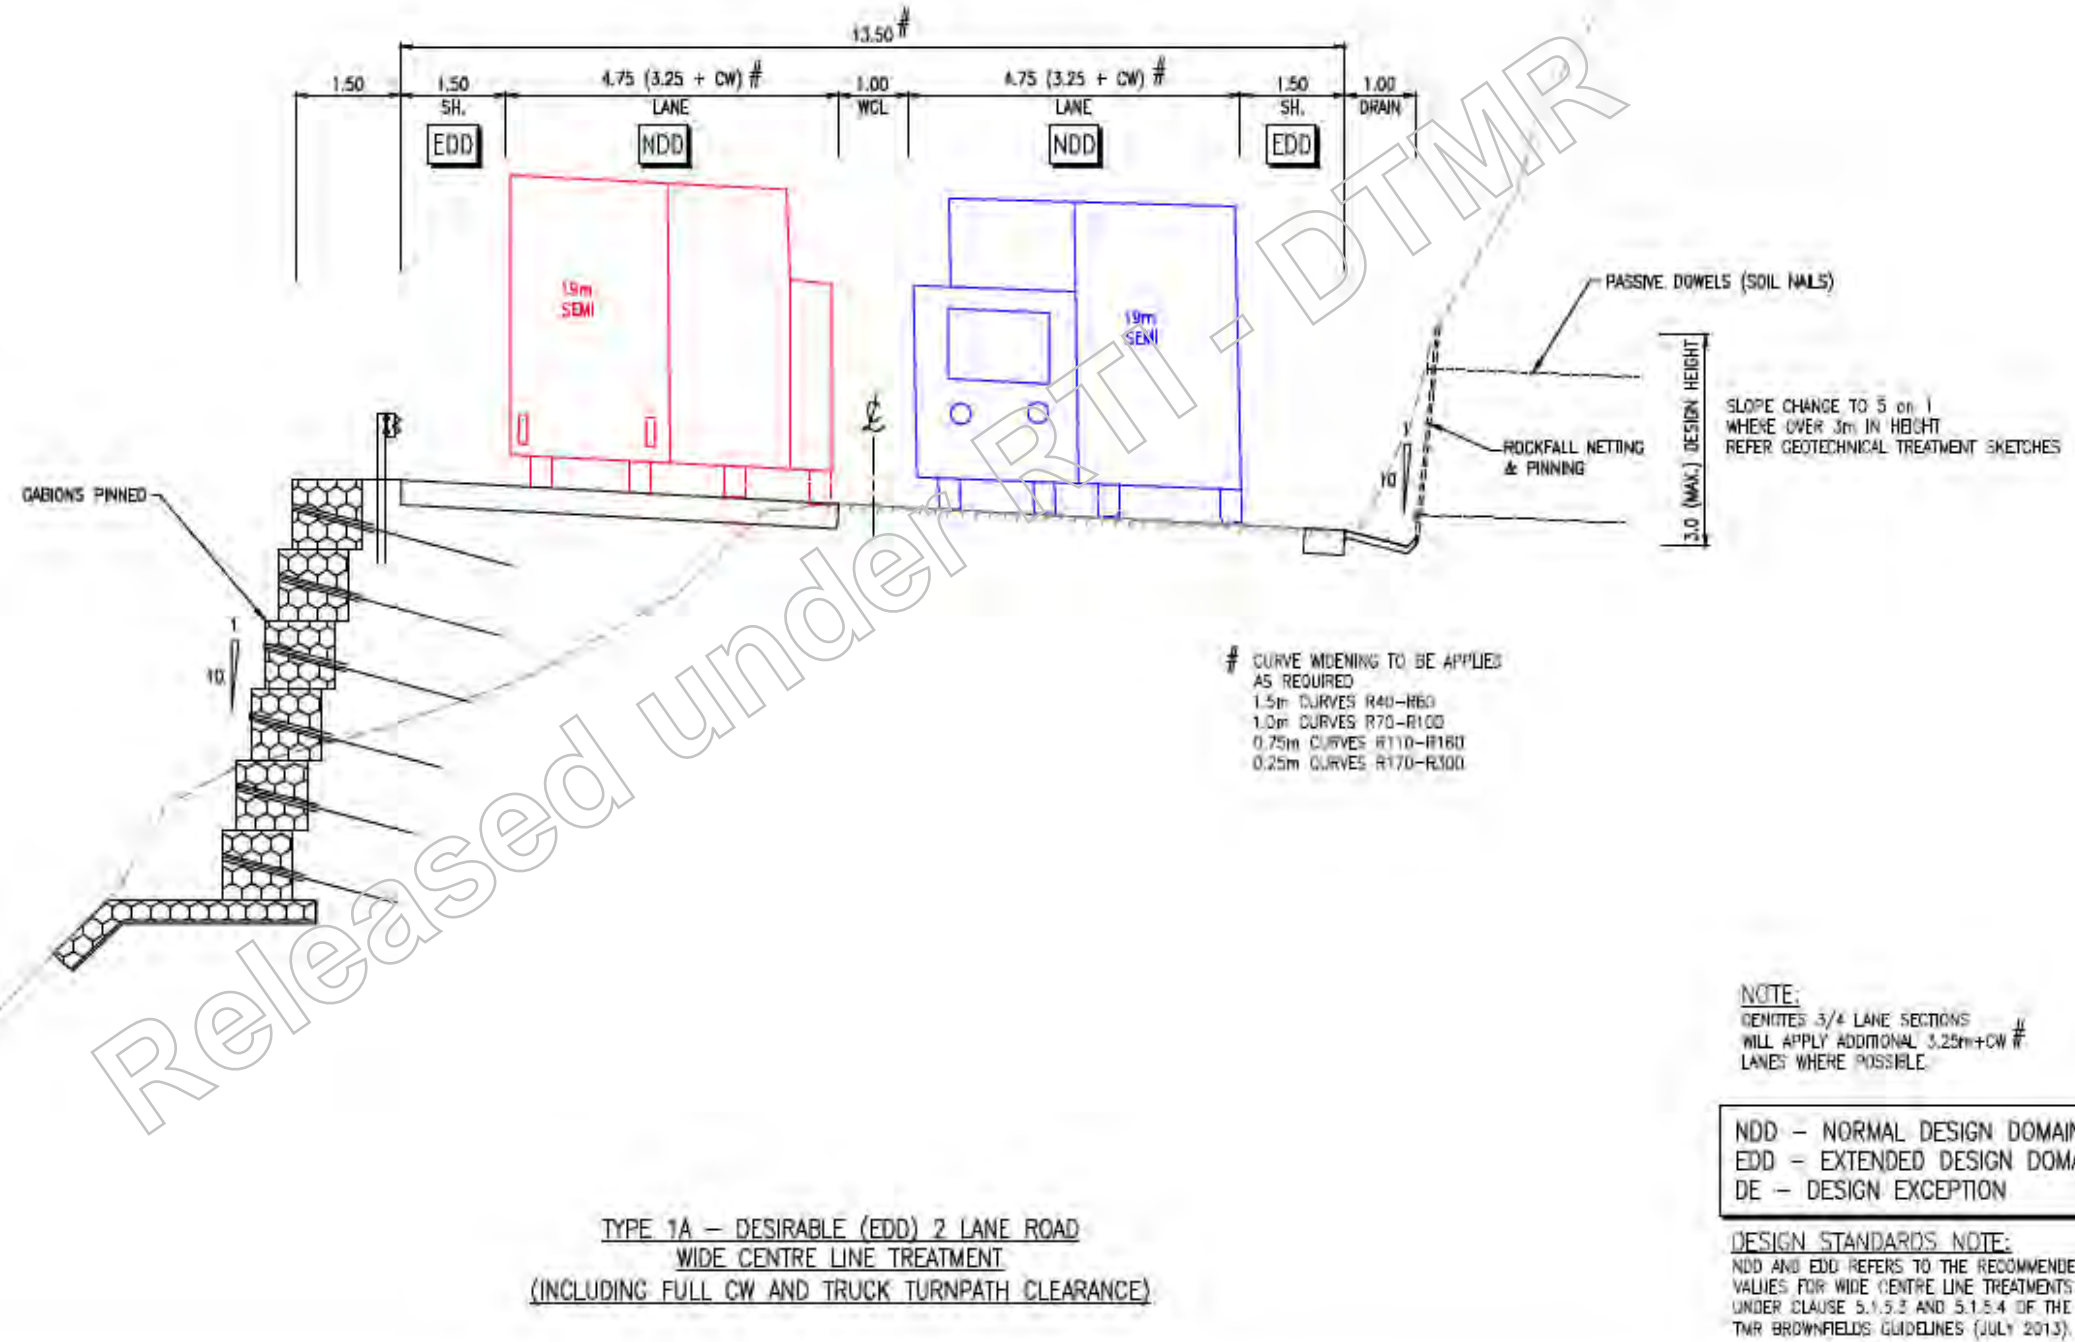 13.50 #
1.50
1.50
4.75 (3.25 + CW) #
1.00
4.75 (3.25 + CW) #
1.50
1.00
SH.
LANE
WCL
LANE
SH.
DRAIN
EDD
NDD
NDD
EDD
19m
SEMI
19m
SEMI
PASSIVE DOWELS (SOIL NAILS)
3.0 (MAX.) DESIGN HEIGHT
SLOPE CHANGE TO 5 on 1
WHERE OVER 3m IN HEIGHT
REFER GEOTECHNICAL TREATMENT SKETCHES
ROCKFALL NETTING
& PINNING
1
10
GABIONS PINNED
1
10
# CURVE WIDENING TO BE APPLIED
AS REQUIRED
1.5m CURVES R40-R60
1.0m CURVES R70-R100
0.75m CURVES R110-R160
0.25m CURVES R170-R300
Released under RTI - DTMR
NOTE:
DENOTES 3/4 LANE SECTIONS
WILL APPLY ADDITIONAL 3.25m+CW #
LANES WHERE POSSIBLE
NDD – NORMAL DESIGN DOMAIN
EDD – EXTENDED DESIGN DOMA
DE – DESIGN EXCEPTION
DESIGN STANDARDS NOTE:
NDD AND EDD REFERS TO THE RECOMMENDE
VALUES FOR WIDE CENTRE LINE TREATMENTS
UNDER CLAUSE 5.1.5.3 AND 5.1.5.4 OF THE
TMR BROWNFIELDS GUIDELINES (JULY 2013)
TYPE 1A – DESIRABLE (EDD) 2 LANE ROAD
WIDE CENTRE LINE TREATMENT
(INCLUDING FULL CW AND TRUCK TURNPATH CLEARANCE)